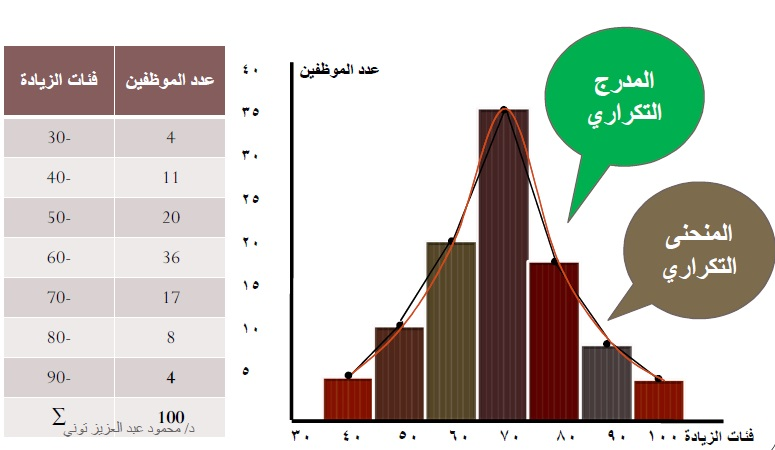 فئات الزيادة عدد الموظفين
30- 4
40- 11
50- 20
60- 36
70- 17
80- 8
90- 4
∑ 100
د/ محمود عبد العزيز توني
عدد الموظفين
٤٠
٣٥
٣٠
٢٥
٢٠
١٥
١٠
٥
المدرج
التكراري
المنحنى
التكراري
٣٠ ٤٠ ٥٠ ٦٠ ٧٠ ٨٠ ٩٠ ١٠٠ فئات الزيادة